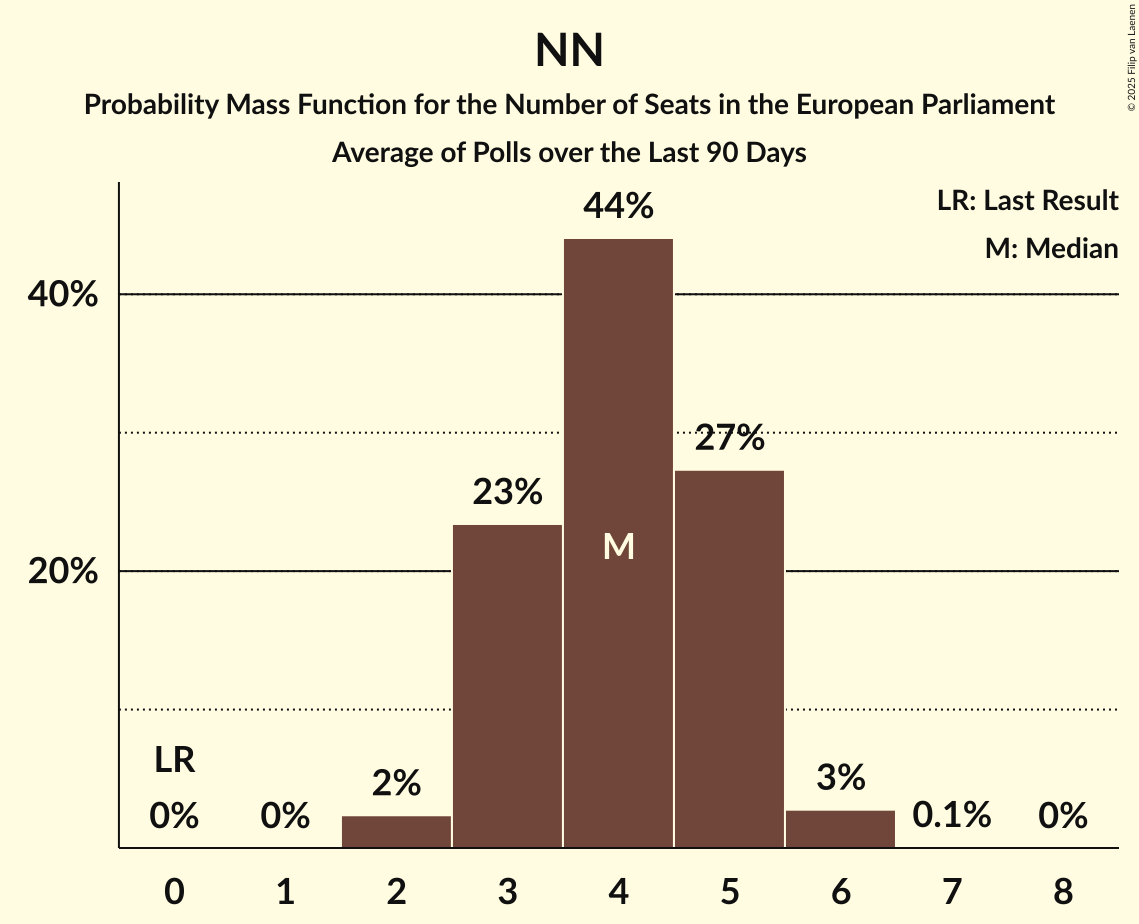 NN
Probability Mass Function for the Number of Seats in the European Parliament
Average of Polls over the Last 90 Days
© 2025 Filip van Laenen
LR: Last Result
M: Median
44%
40%
27%
23%
M
20%
LR
2%
3%
0%
0%
0.1%
0%
0 1 2 3 4 5 6 7 8